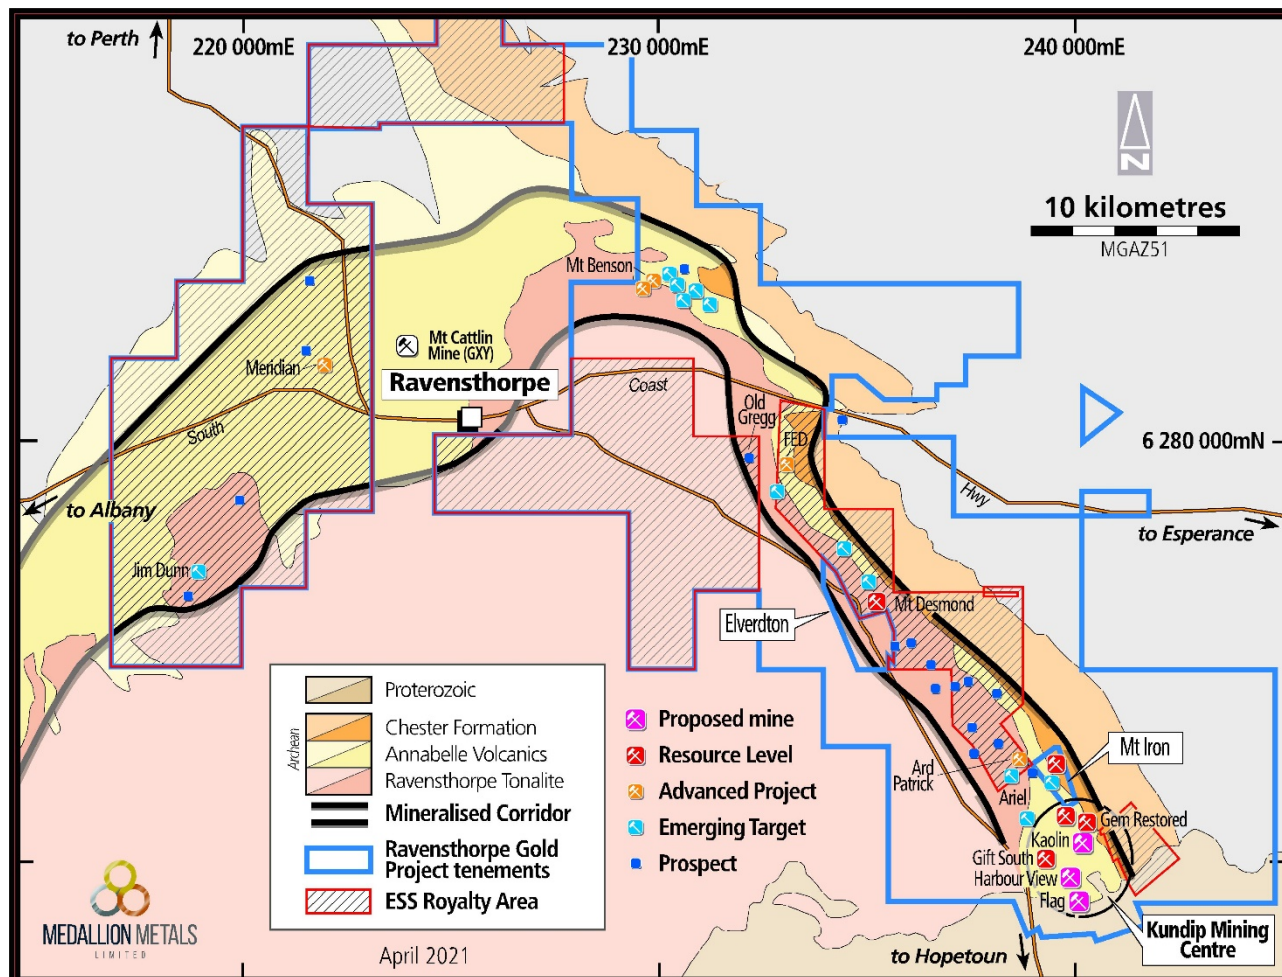 to Perth
220 000mE
230 000mE
240 000mE
N
10 kilometres
MGAZ51
Mt Benson
Mt Cattlin
Mine (GXY)
Meridian
Ravensthorpe
Coast
South
Old
Gregg
FED
6 280 000mN
Hwy
to Albany
to Esperance
Jim Dunn
Elverdton
Mt Desmond
Archean
Proterozoic
Chester Formation
Annabelle Volcanics
Ravensthorpe Tonalite
Mineralised Corridor
Ravensthorpe Gold
Project tenements
ESS Royalty Area
Proposed mine
Resource Level
Advanced Project
Emerging Target
Prospect
Mt Iron
Ard
Patrick
Ariel
Gem Restored
Kaolin
Gift South
Harbour View
Flag
Kundip Mining
Centre
to Hopetoun
MEDALLION METALS
LIMITED
April 2021